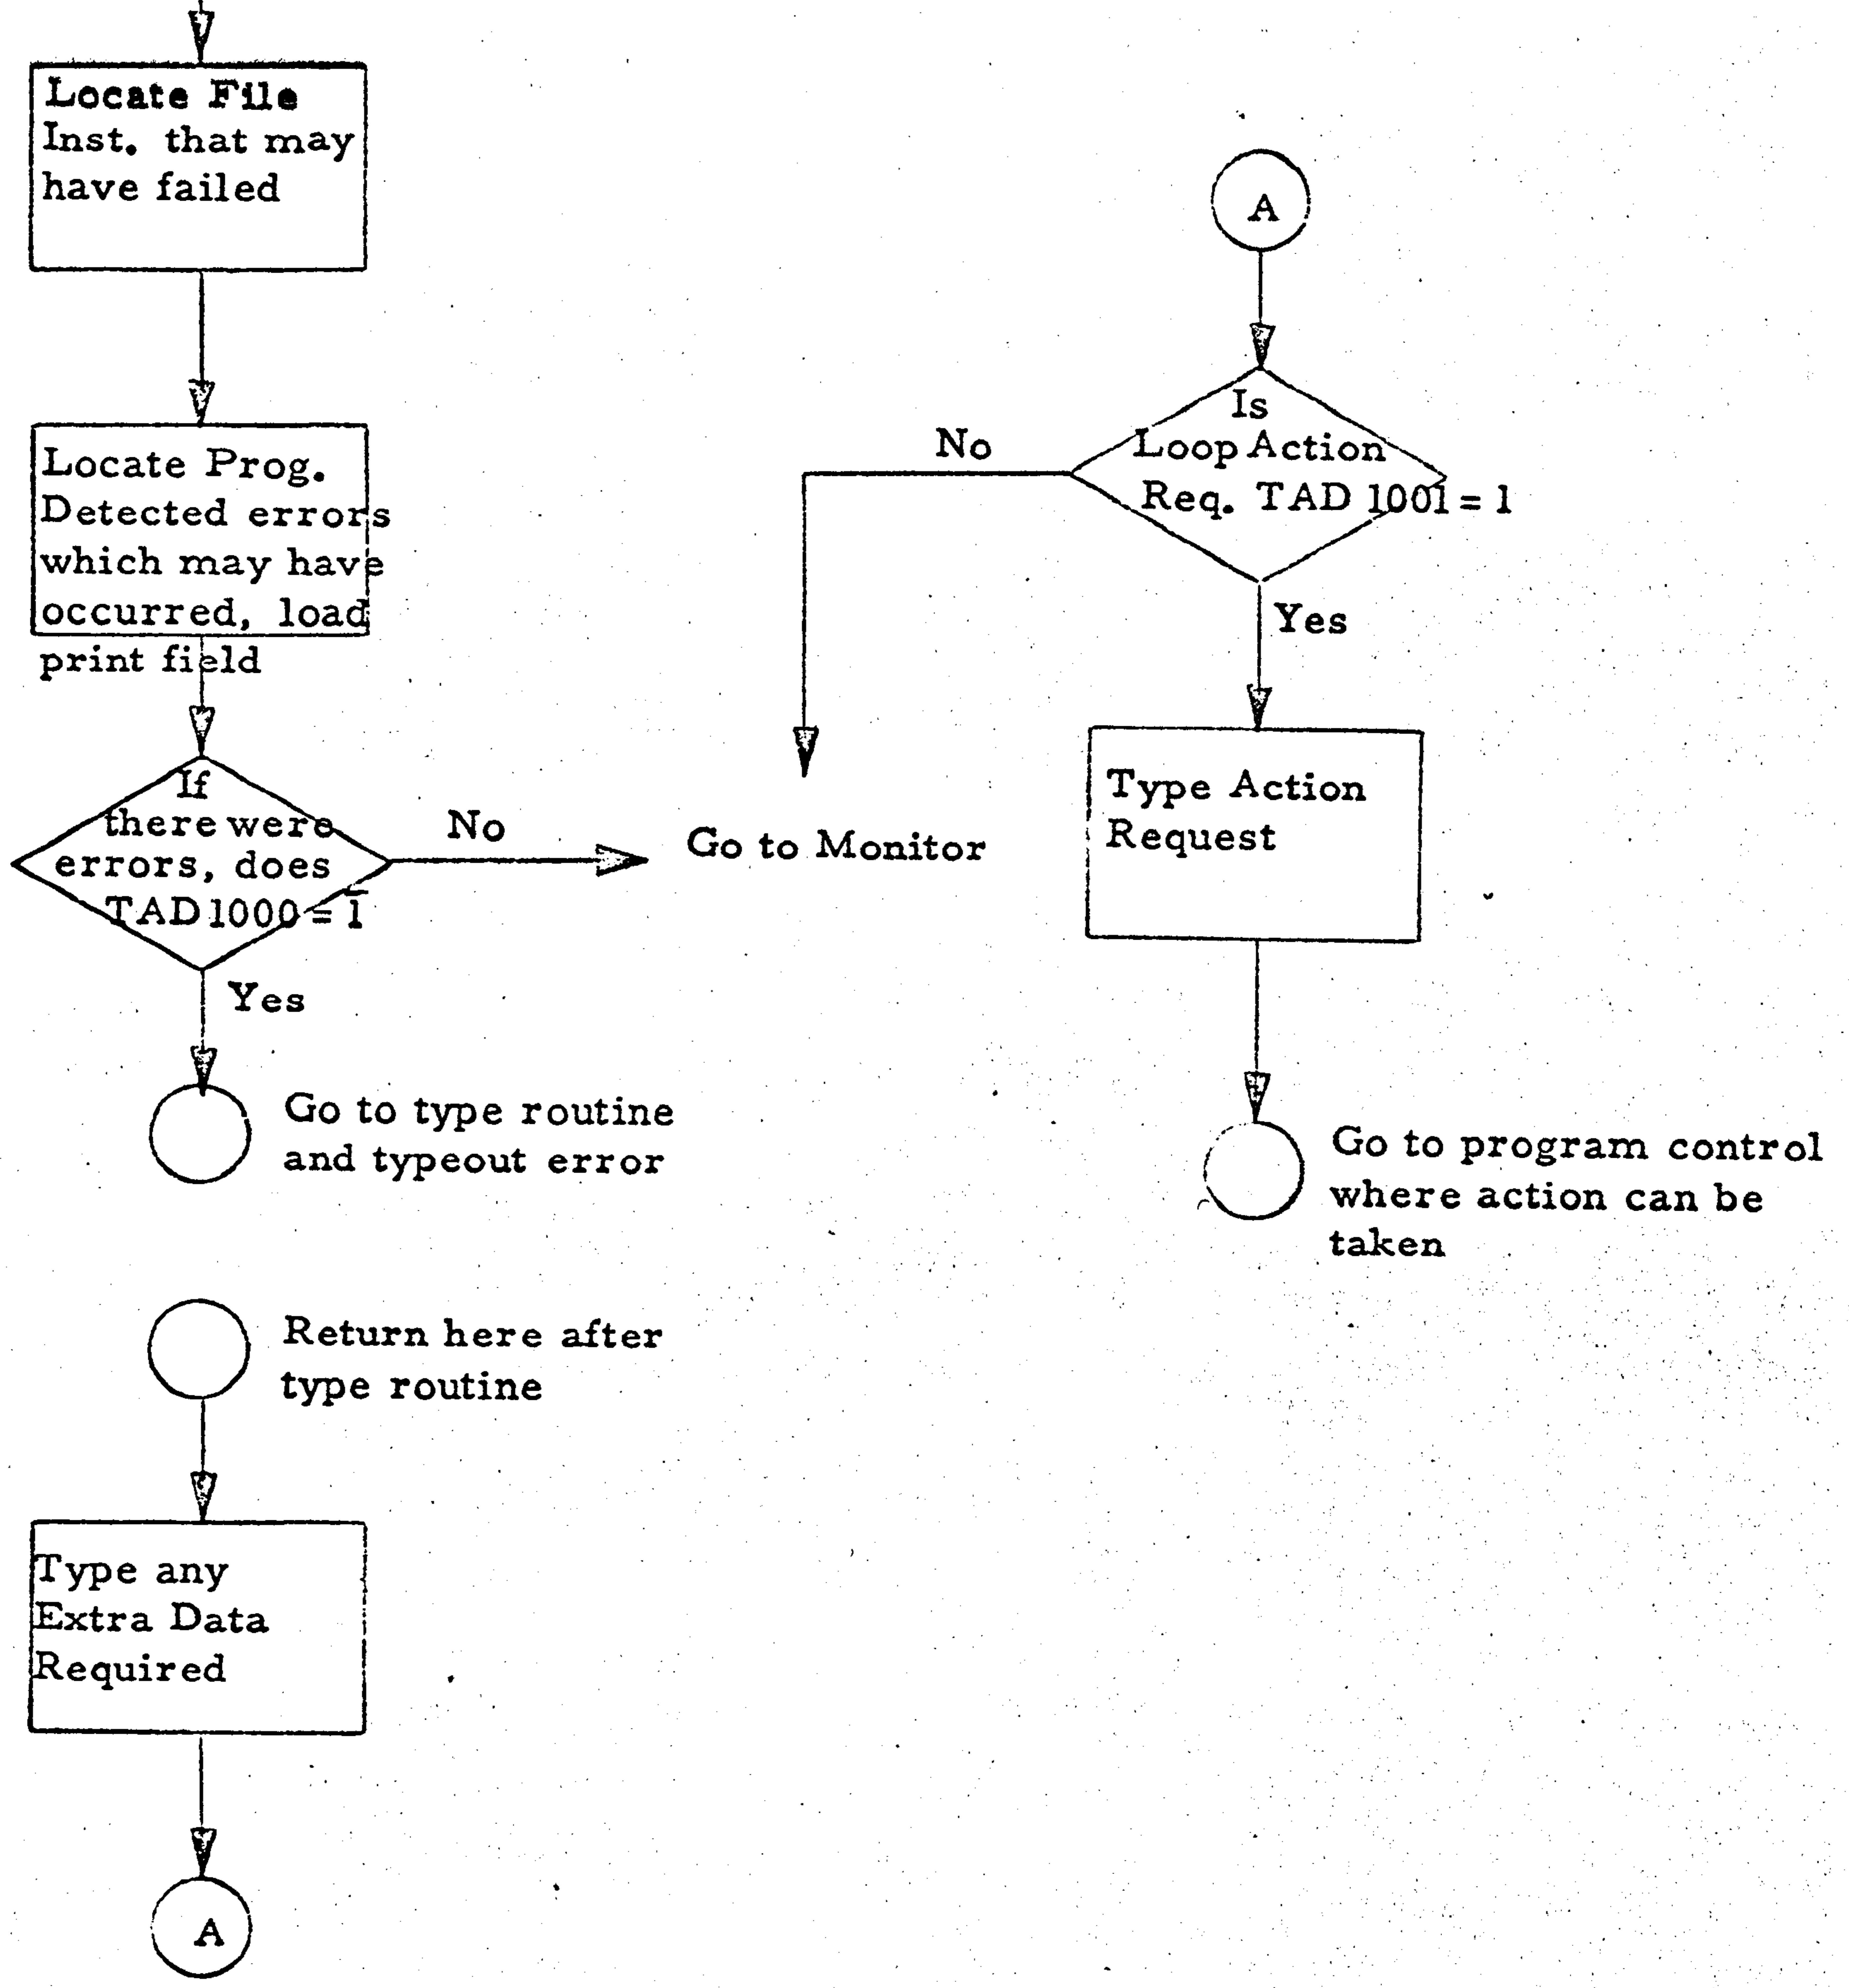 Locate File
Inst. that may
have failed
Locate Prog.
Detected errors
which may have
occurred, load
print field
If
there were
errors, does
TAD 1000 = 1̅
No
Yes
Go to Monitor
Go to type routine
and typeout error
Return here after
type routine
Type any
Extra Data
Required
A
A
Is
Loop Action
Req. TAD 1001 = 1
No
Yes
Type Action
Request
Go to program control
where action can be
taken